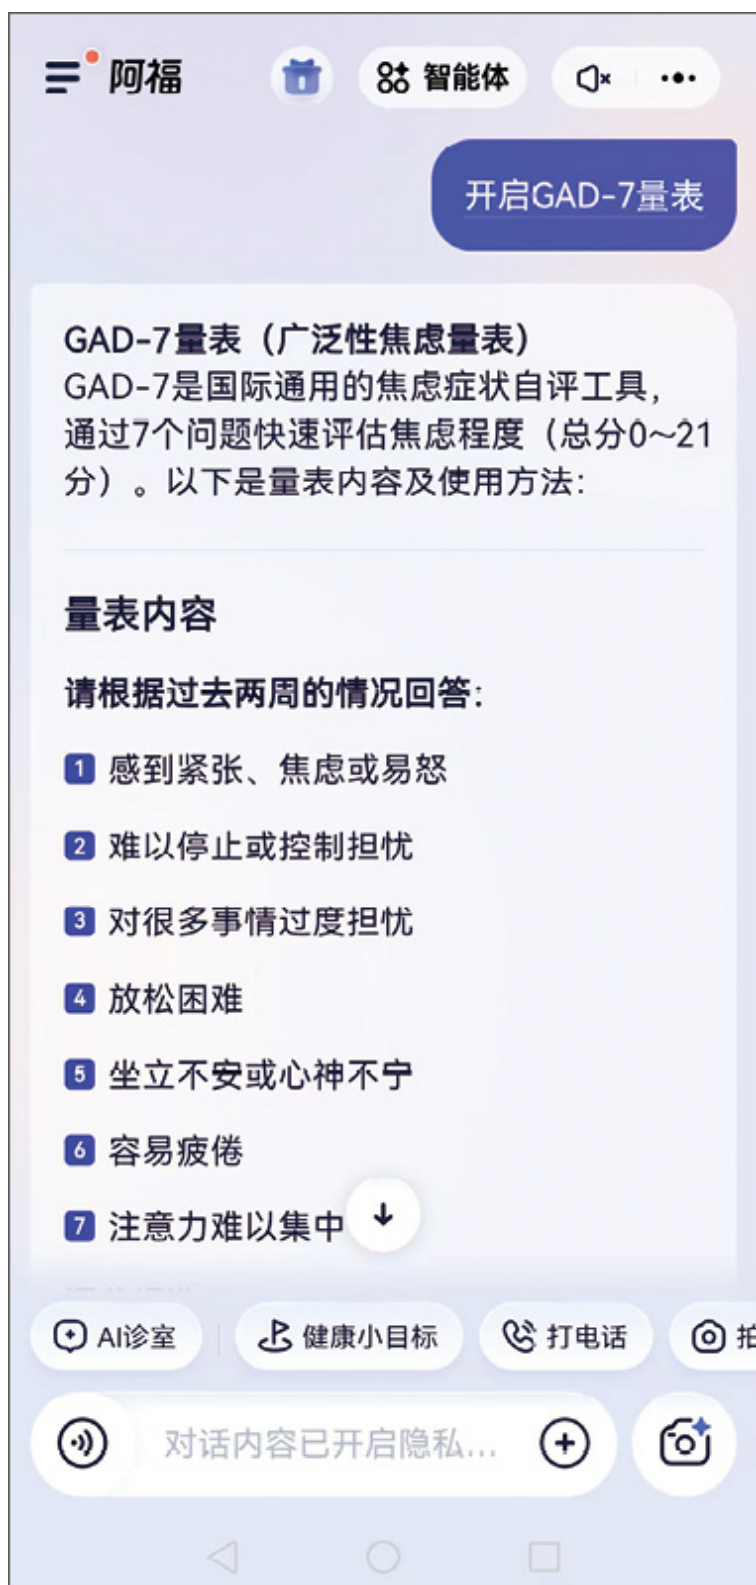 阿福
智能体
开启GAD-7量表
GAD-7量表（广泛性焦虑量表）
GAD-7是国际通用的焦虑症状自评工具，
通过7个问题快速评估焦虑程度（总分0~21
分）。以下是量表内容及使用方法：
量表内容
请根据过去两周的情况回答：
1 感到紧张、焦虑或易怒
2 难以停止或控制担忧
3 对很多事情过度担忧
4 放松困难
5 坐立不安或心神不宁
6 容易疲倦
7 注意力难以集中
AI诊室
健康小目标
打电话
拍
对话内容已开启隐私...